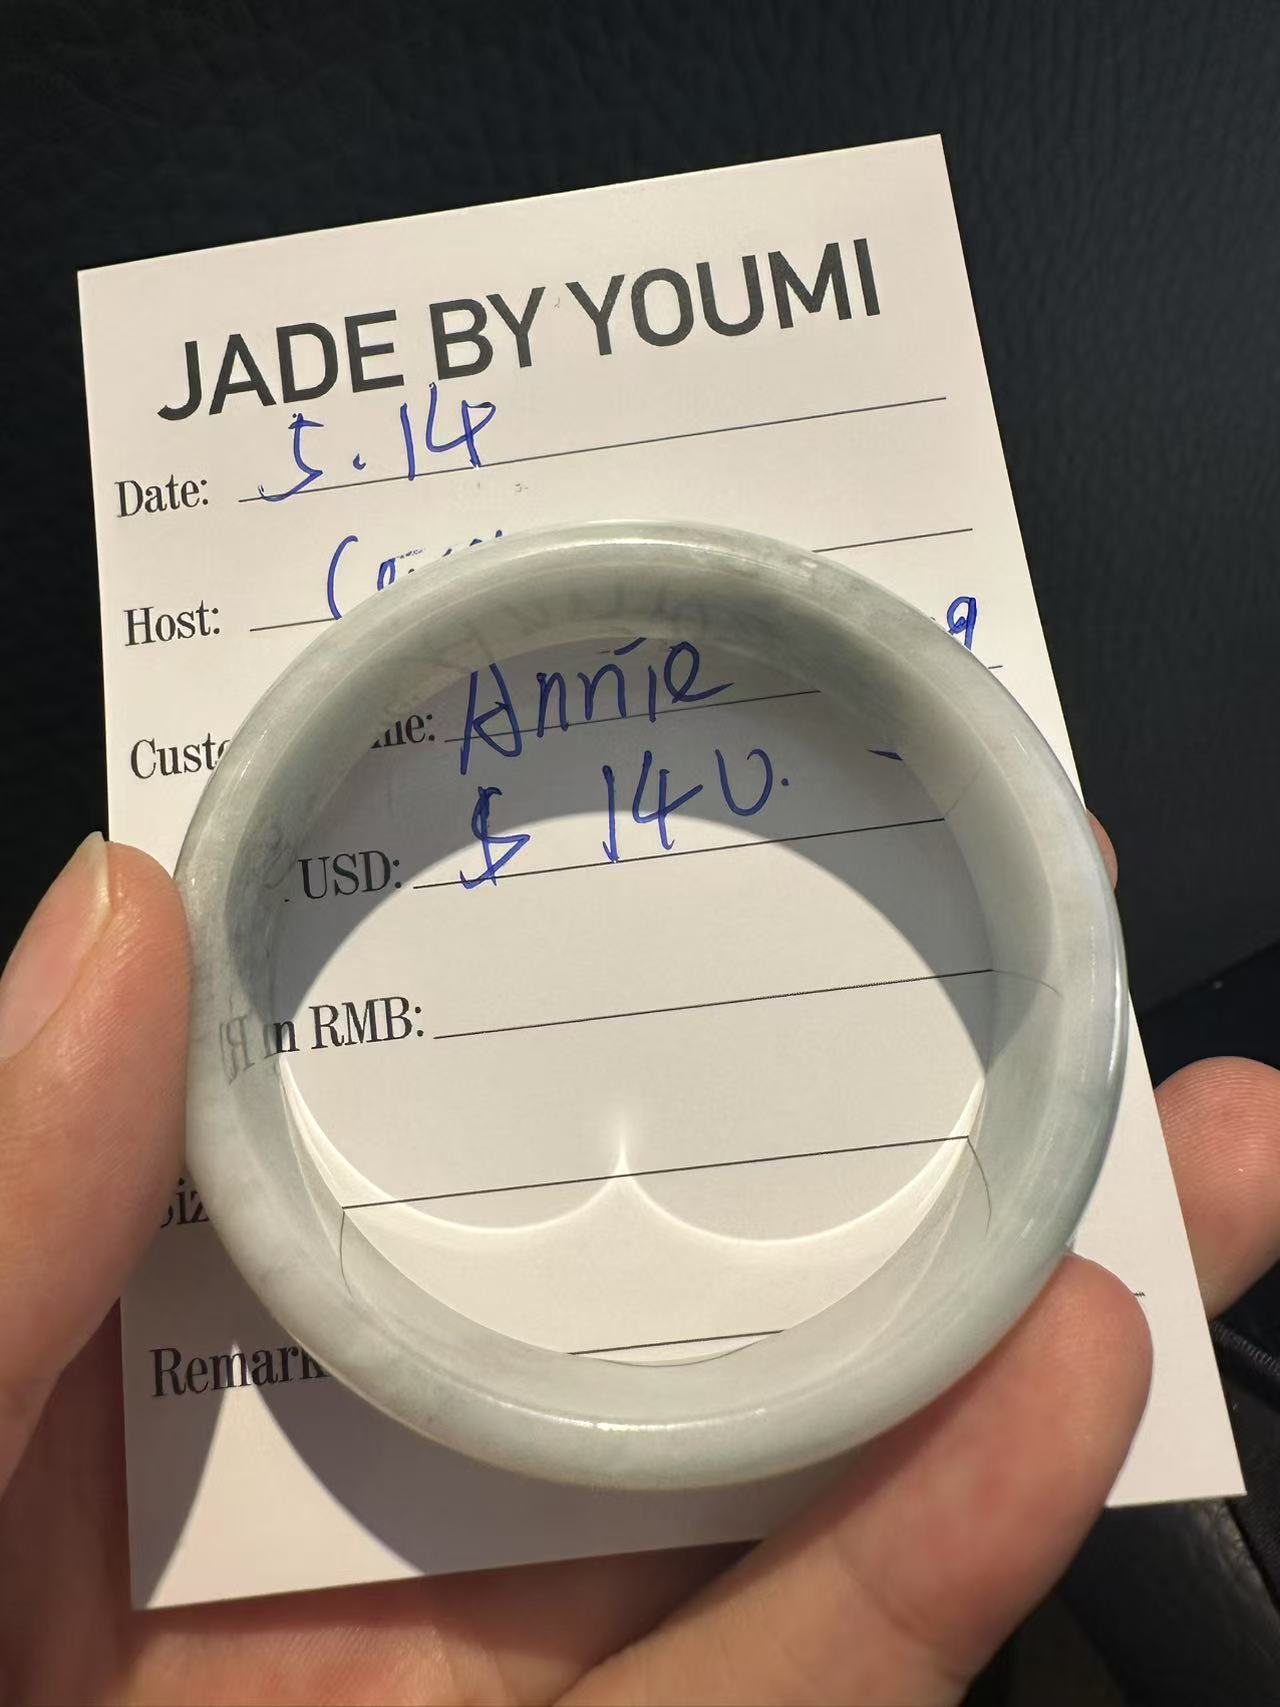 JADE BY YOUMI
Date: 5.14
Host:
Annie
USD: $ 140.
in RMB:
Remark